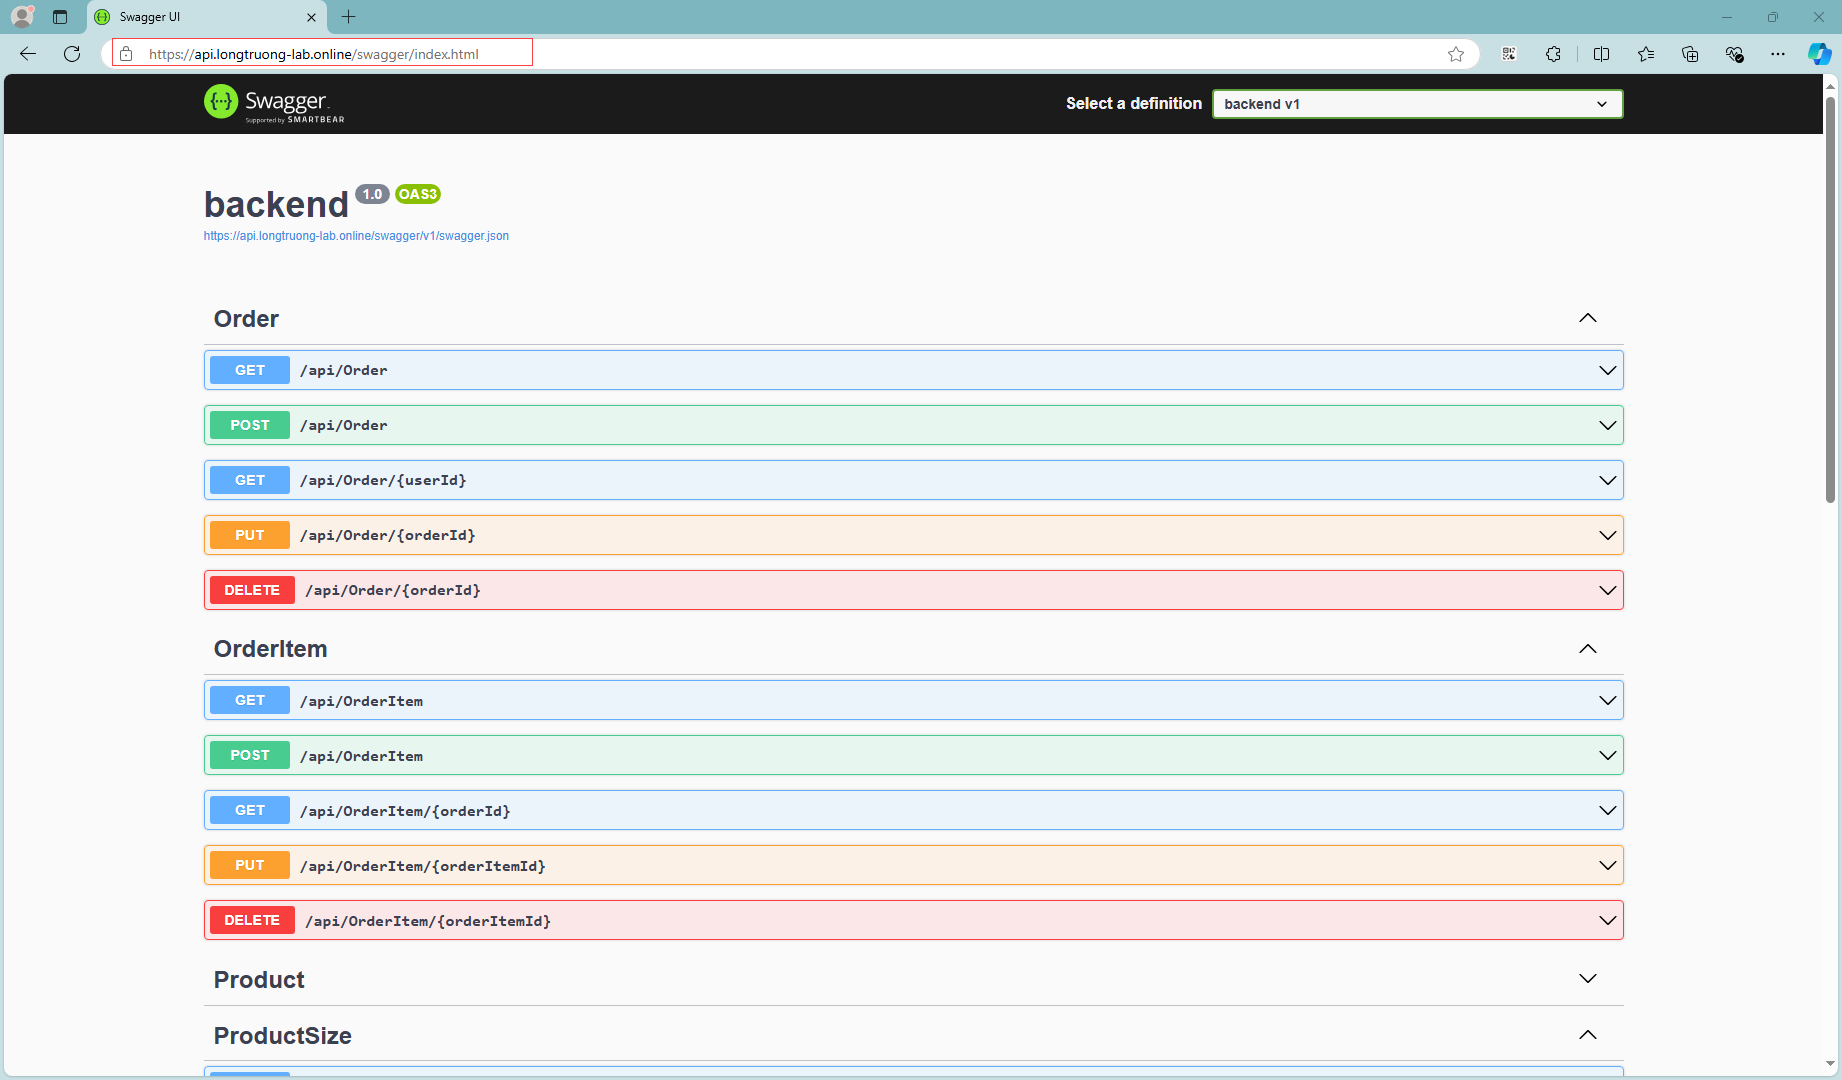 Swagger UI
https://api.longtruong-lab.online/swagger/index.html
Swagger
Supported by SMARTBEAR
Select a definition
backend v1
backend 1.0 OAS3
https://api.longtruong-lab.online/swagger/v1/swagger.json
Order
GET /api/Order
POST /api/Order
GET /api/Order/{userId}
PUT /api/Order/{orderId}
DELETE /api/Order/{orderId}
OrderItem
GET /api/OrderItem
POST /api/OrderItem
GET /api/OrderItem/{orderId}
PUT /api/OrderItem/{orderItemId}
DELETE /api/OrderItem/{orderItemId}
Product
ProductSize